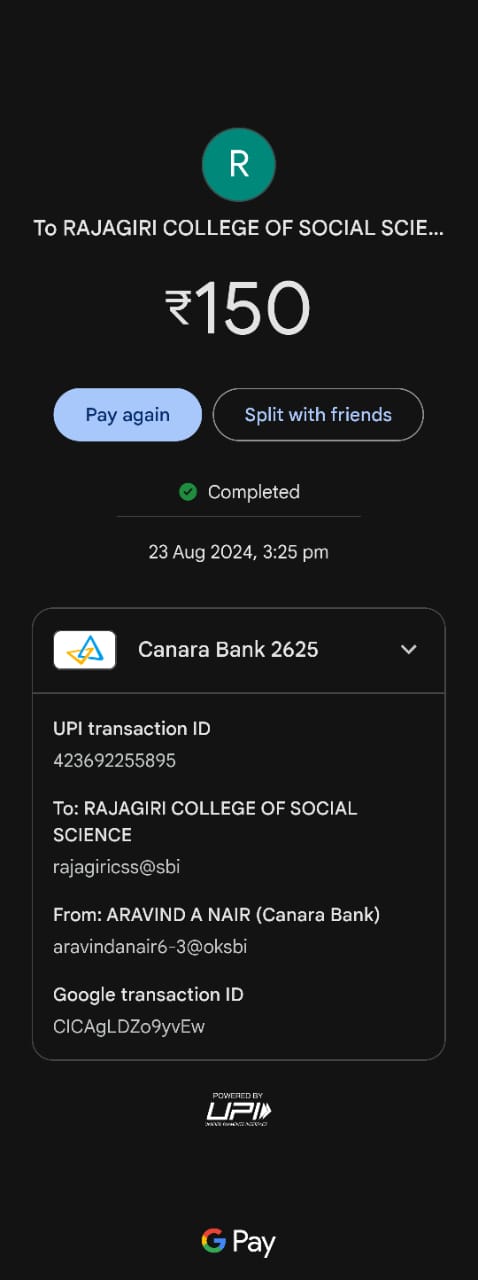 R
To RAJAGIRI COLLEGE OF SOCIAL SCIE...
₹150
Pay again
Split with friends
Completed
23 Aug 2024, 3:25 pm
Canara Bank 2625
UPI transaction ID
423692255895
To: RAJAGIRI COLLEGE OF SOCIAL
SCIENCE
rajagiricss@sbi
From: ARAVIND A NAIR (Canara Bank)
aravindanair6-3@oksbi
Google transaction ID
CICAgLDZo9yvEw
POWERED BY
UPI
G Pay